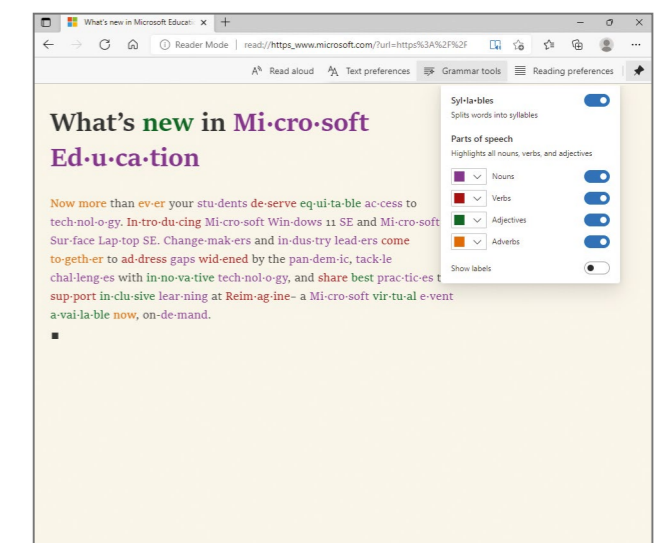 What's new in Microsoft Educati
Reader Mode | read://https_www.microsoft.com/?url=https%3A%2F%2F
Read aloud Text preferences Grammar tools Reading preferences
Syl•la•bles
Splits words into syllables
Parts of speech
Highlights all nouns, verbs, and adjectives
Nouns
Verbs
Adjectives
Adverbs
Show labels
What's new in Mi·cro·soft
Ed·u·ca·tion
Now more than ev·er your stu·dents de·serve eq·ui·ta·ble ac·cess to
tech·nol·o·gy. In·tro·du·cing Mi·cro·soft Win·dows 11 SE and Mi·cro·soft
Sur·face Lap·top SE. Change·mak·ers and in·dus·try lead·ers come
to·geth·er to ad·dress gaps wid·ened by the pan·dem·ic, tack·le
chal·leng·es with in·no·va·tive tech·nol·o·gy, and share best prac·tic·es t
sup·port in·clu·sive lear·ning at Reim·ag·ine– a Mi·cro·soft vir·tu·al e·vent
a·vai·la·ble now, on-de·mand.